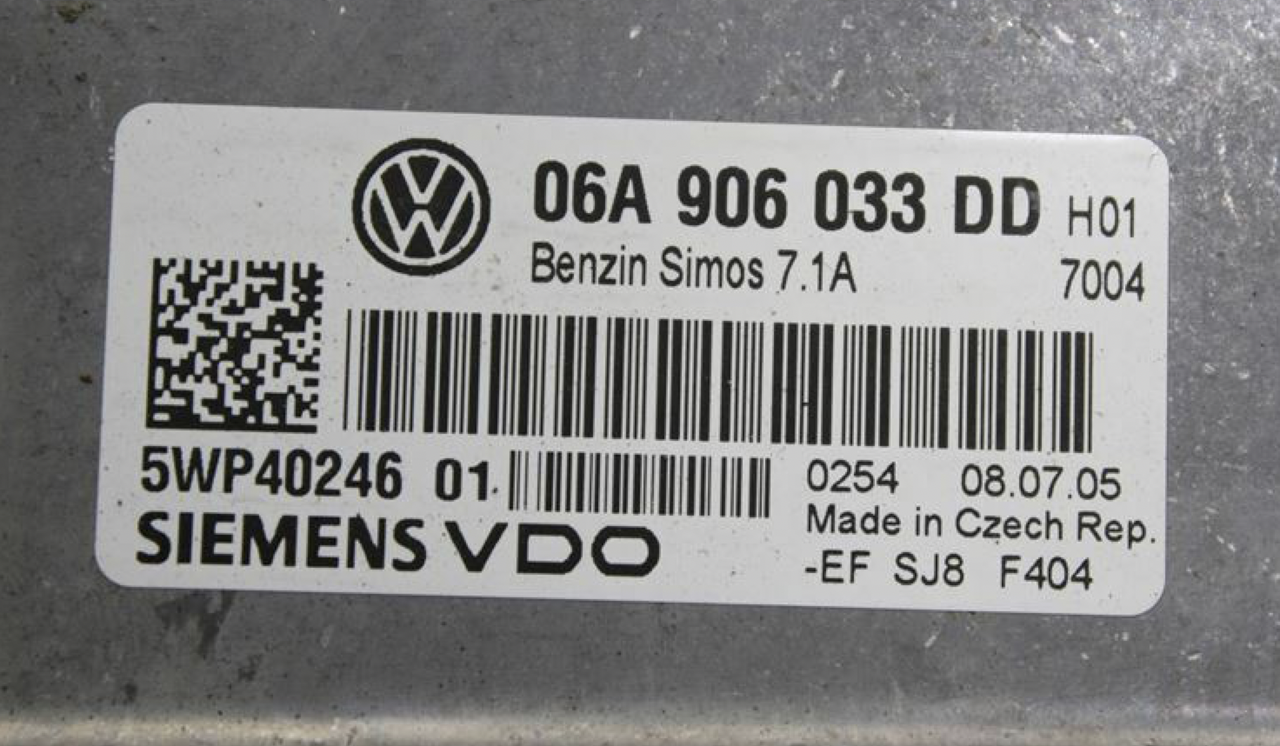 06A 906 033 DD H01
Benzin Simos 7.1A 7004
5WP40246 01
0254 08.07.05
SIEMENS VDO
Made in Czech Rep.
-EF SJ8 F404